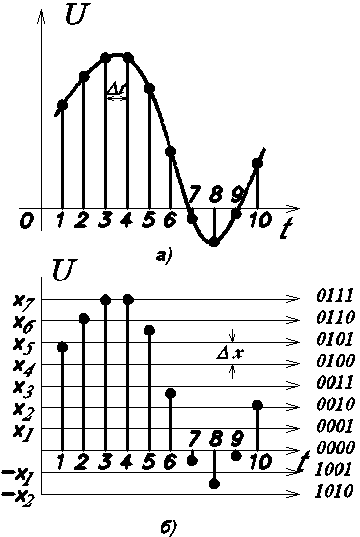 U
Δt
7 8 9
0 1 2 3 4 5 6 10 t
а)
U
x7 0111
x6 0110
x5 Δx 0101
x4 0100
x3 0011
x2 0010
x1 7 8 9 0001
1 2 3 4 5 6 10 t 0000
-x1 1001
-x2 1010
б)